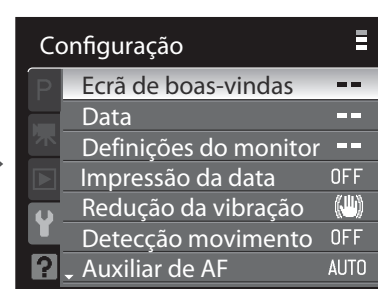 Configuração
P
Ecrã de boas-vindas --
Data --
Definições do monitor --
Impressão da data OFF
Redução da vibração
Detecção movimento OFF
? Auxiliar de AF AUTO